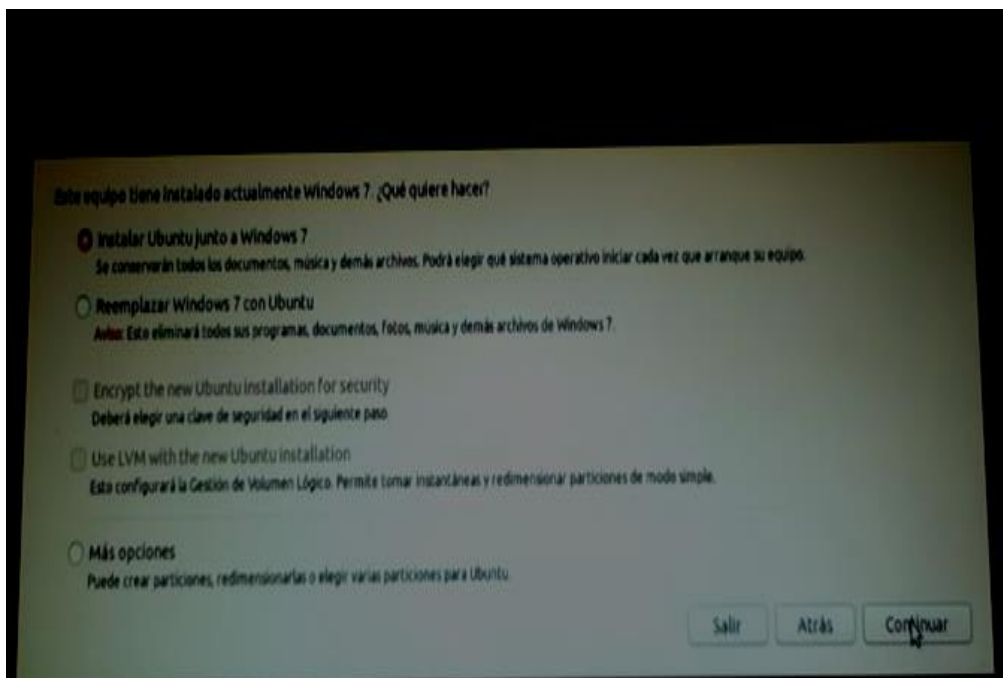 Este equipo tiene instalado actualmente Windows 7. ¿Qué quiere hacer?
Instalar Ubuntu junto a Windows 7
Se conservarán todos los documentos, música y demás archivos. Podrá elegir qué sistema operativo iniciar cada vez que arranque su equipo.
Reemplazar Windows 7 con Ubuntu
Aviso: Esto eliminará todos sus programas, documentos, fotos, música y demás archivos de Windows 7.
Encrypt the new Ubuntu installation for security
Deberá elegir una clave de seguridad en el siguiente paso.
Use LVM with the new Ubuntu installation
Esto configurará la Gestión de Volumen Lógico. Permite tomar instantáneas y redimensionar particiones de modo simple.
Más opciones
Puede crear particiones, redimensionarlas o elegir varias particiones para Ubuntu.
Salir Atrás Continuar